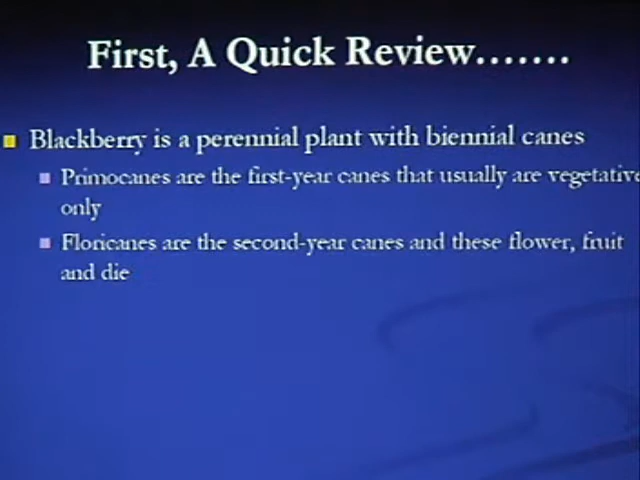 First, A Quick Review.......
Blackberry is a perennial plant with biennial canes
Primocanes are the first-year canes that usually are vegetative
only
Floricanes are the second-year canes and these flower, fruit
and die